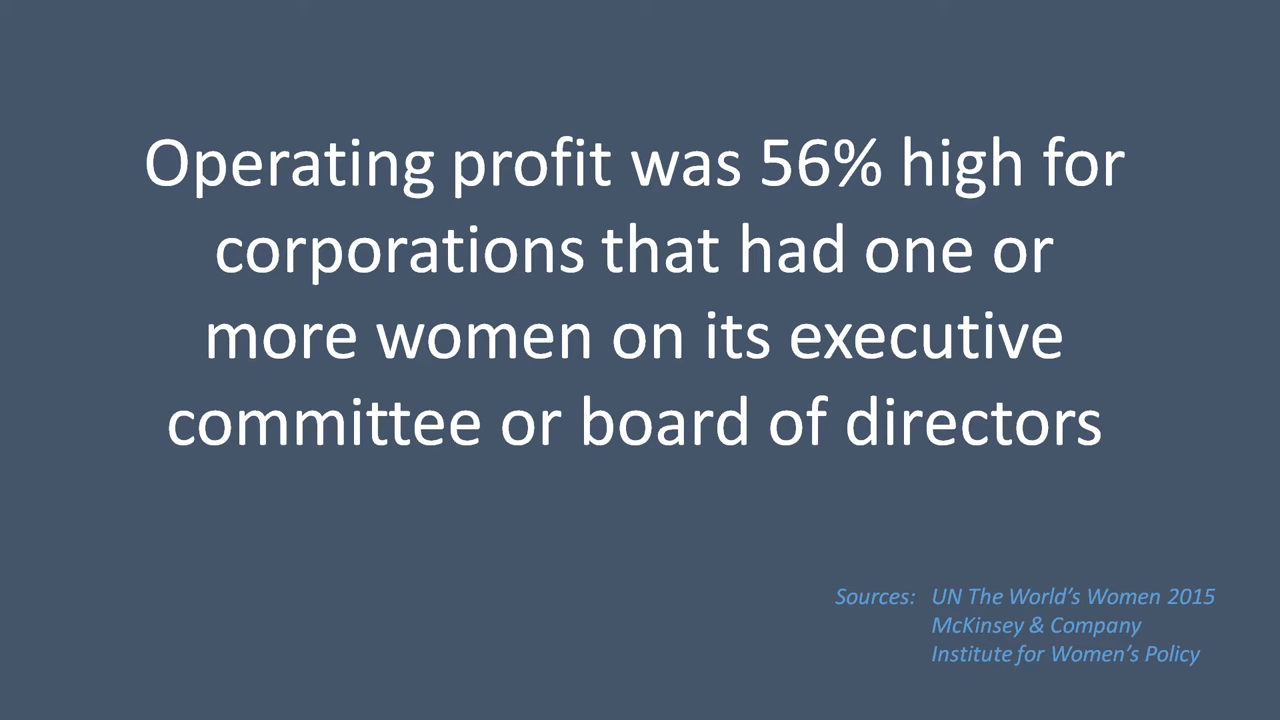 Operating profit was 56% high for
corporations that had one or
more women on its executive
committee or board of directors
Sources: UN The World's Women 2015
McKinsey & Company
Institute for Women's Policy